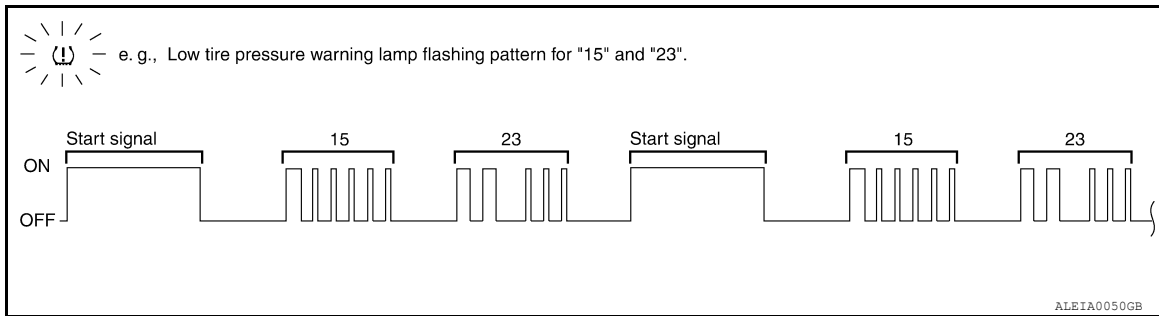 e. g., Low tire pressure warning lamp flashing pattern for "15" and "23".
Start signal 15 23 Start signal 15 23
ON
OFF
ALEIA0050GB